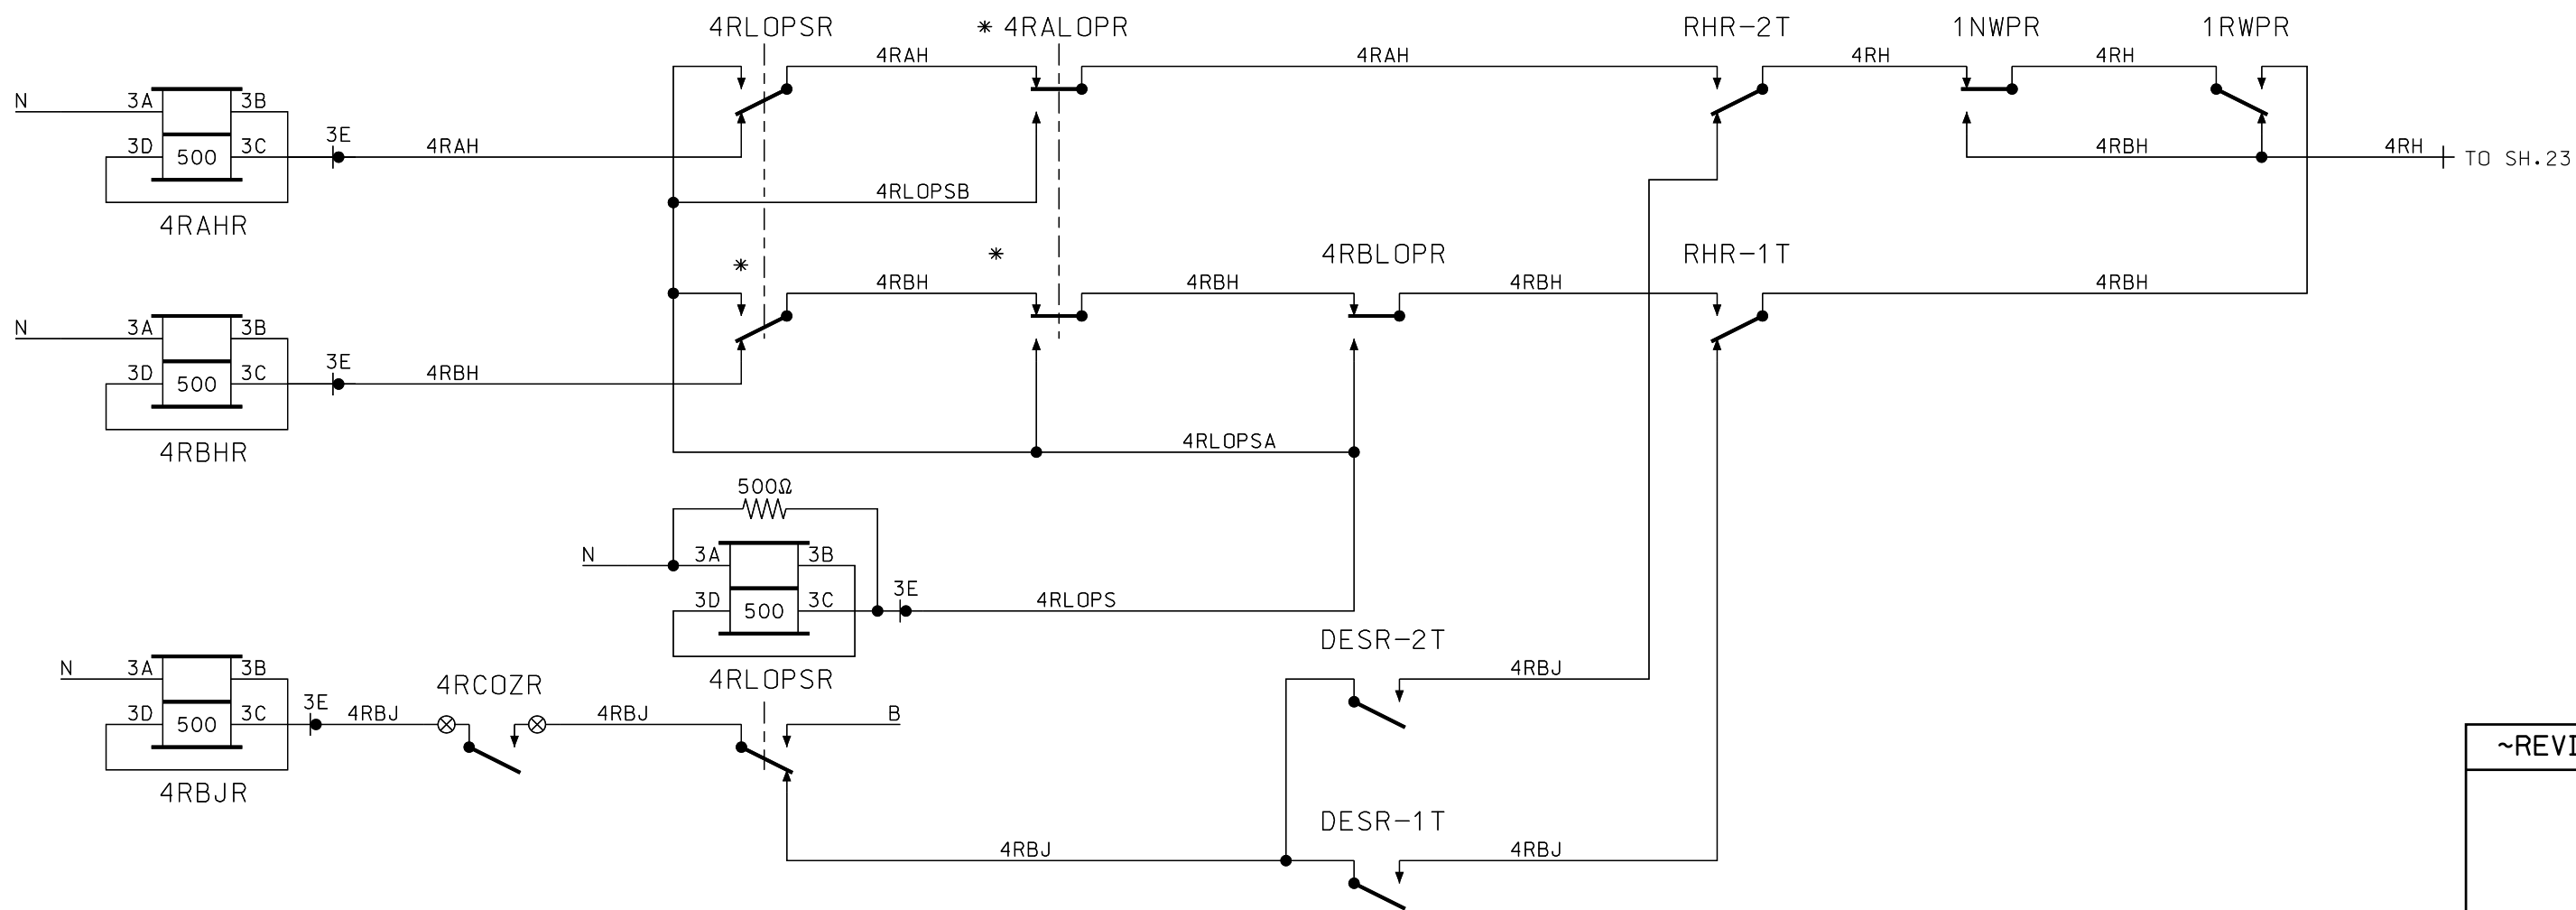 4RLOPSR * 4RALOPR RHR-2T 1NWPR 1RWPR
4RAH 4RAH 4RH 4RH
N 3A 3B
3E
3D 500 3C 4RAH 4RBH 4RH TO SH.23
4RLOPSB
4RAHR
* * 4RBLOPR RHR-1T
4RBH 4RBH 4RBH 4RBH
N 3A 3B
3E
3D 500 3C 4RBH
4RLOPSA
4RBHR
500Ω
N 3A 3B
3E
3D 500 3C 4RLOPS
DESR-2T
N 3A 3B 4RCOZR 4RLOPSR 4RBJ
3E
3D 500 3C 4RBJ 4RBJ B
~REVI
4RBJR
DESR-1T
4RBJ 4RBJ